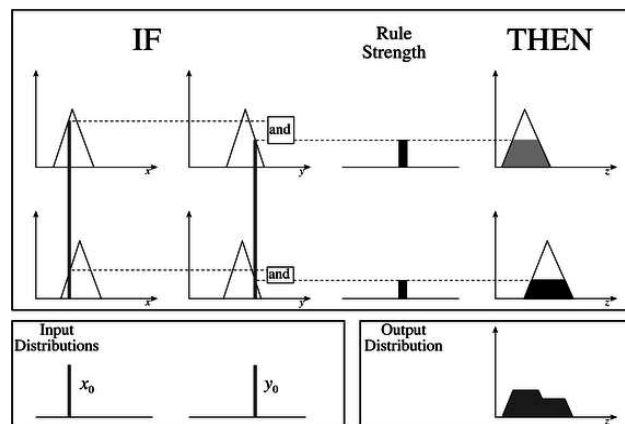 IF
Rule
Strength
THEN
and
x
y
z
and
x
y
z
Input
Distributions
x₀
y₀
Output
Distribution
z